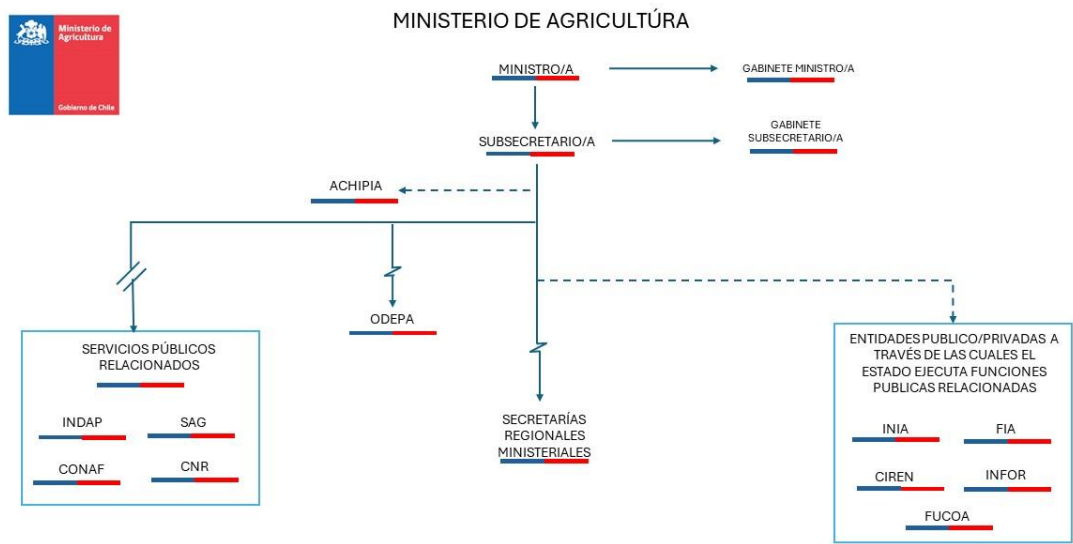 MINISTERIO DE AGRICULTÚRA
Ministerio de
Agricultura
Gobierno de Chile
MINISTRO/A
GABINETE MINISTRO/A
SUBSECRETARIO/A
GABINETE
SUBSECRETARIO/A
ACHIPIA
ODEPA
SERVICIOS PÚBLICOS
RELACIONADOS
INDAP
SAG
CONAF
CNR
SECRETARÍAS
REGIONALES
MINISTERIALES
ENTIDADES PUBLICO/PRIVADAS A
TRAVÉS DE LAS CUALES EL
ESTADO EJECUTA FUNCIONES
PUBLICAS RELACIONADAS
INIA
FIA
CIREN
INFOR
FUCOA